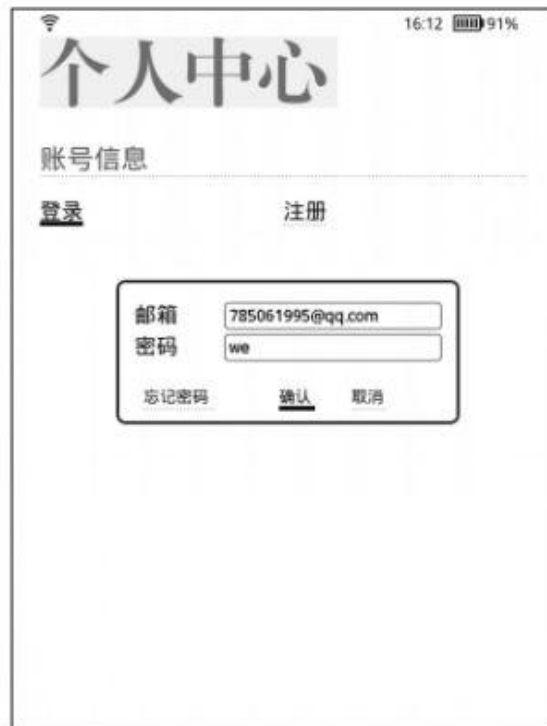 16:12 91%
个人中心
账号信息
登录 注册
邮箱 785061995@qq.com
密码 we
忘记密码 确认 取消